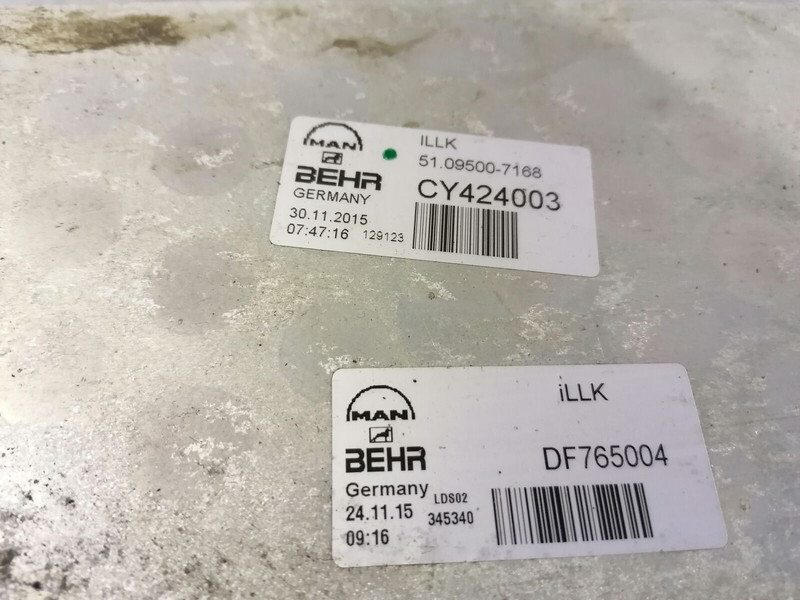 MAN
BEHR
GERMANY
30.11.2015
07:47:16 129123
ILLK
51.09500-7168
CY424003
MAN
BEHR
Germany
24.11.15
09:16
LDS02
345340
iLLK
DF765004